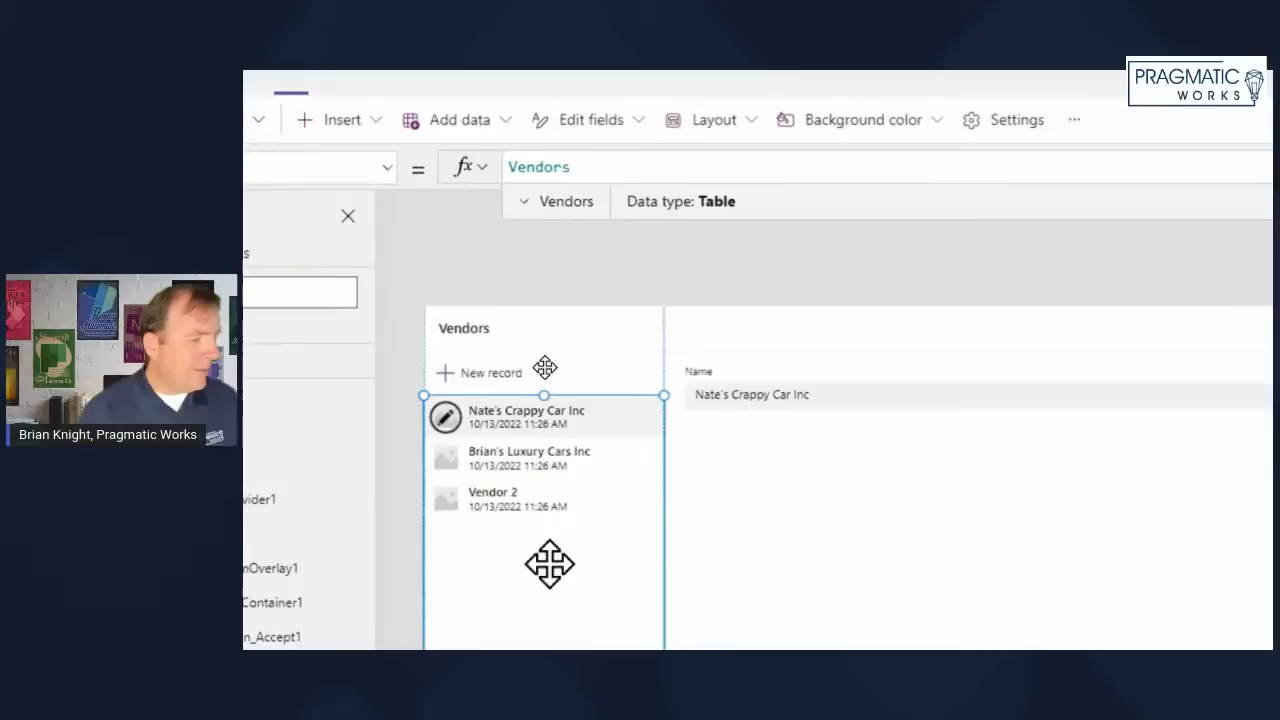 PRAGMATIC
WORKS
Insert
Add data
Edit fields
Layout
Background color
Settings
...
=
fx
Vendors
Vendors
Data type: Table
s
Vendors
New record
Name
Nate's Crappy Car Inc
Nate's Crappy Car Inc
10/13/2022 11:26 AM
Brian's Luxury Cars Inc
10/13/2022 11:26 AM
Vendor 2
10/13/2022 11:26 AM
vider1
nOverlay1
Container1
n_Accept1
Brian Knight, Pragmatic Works